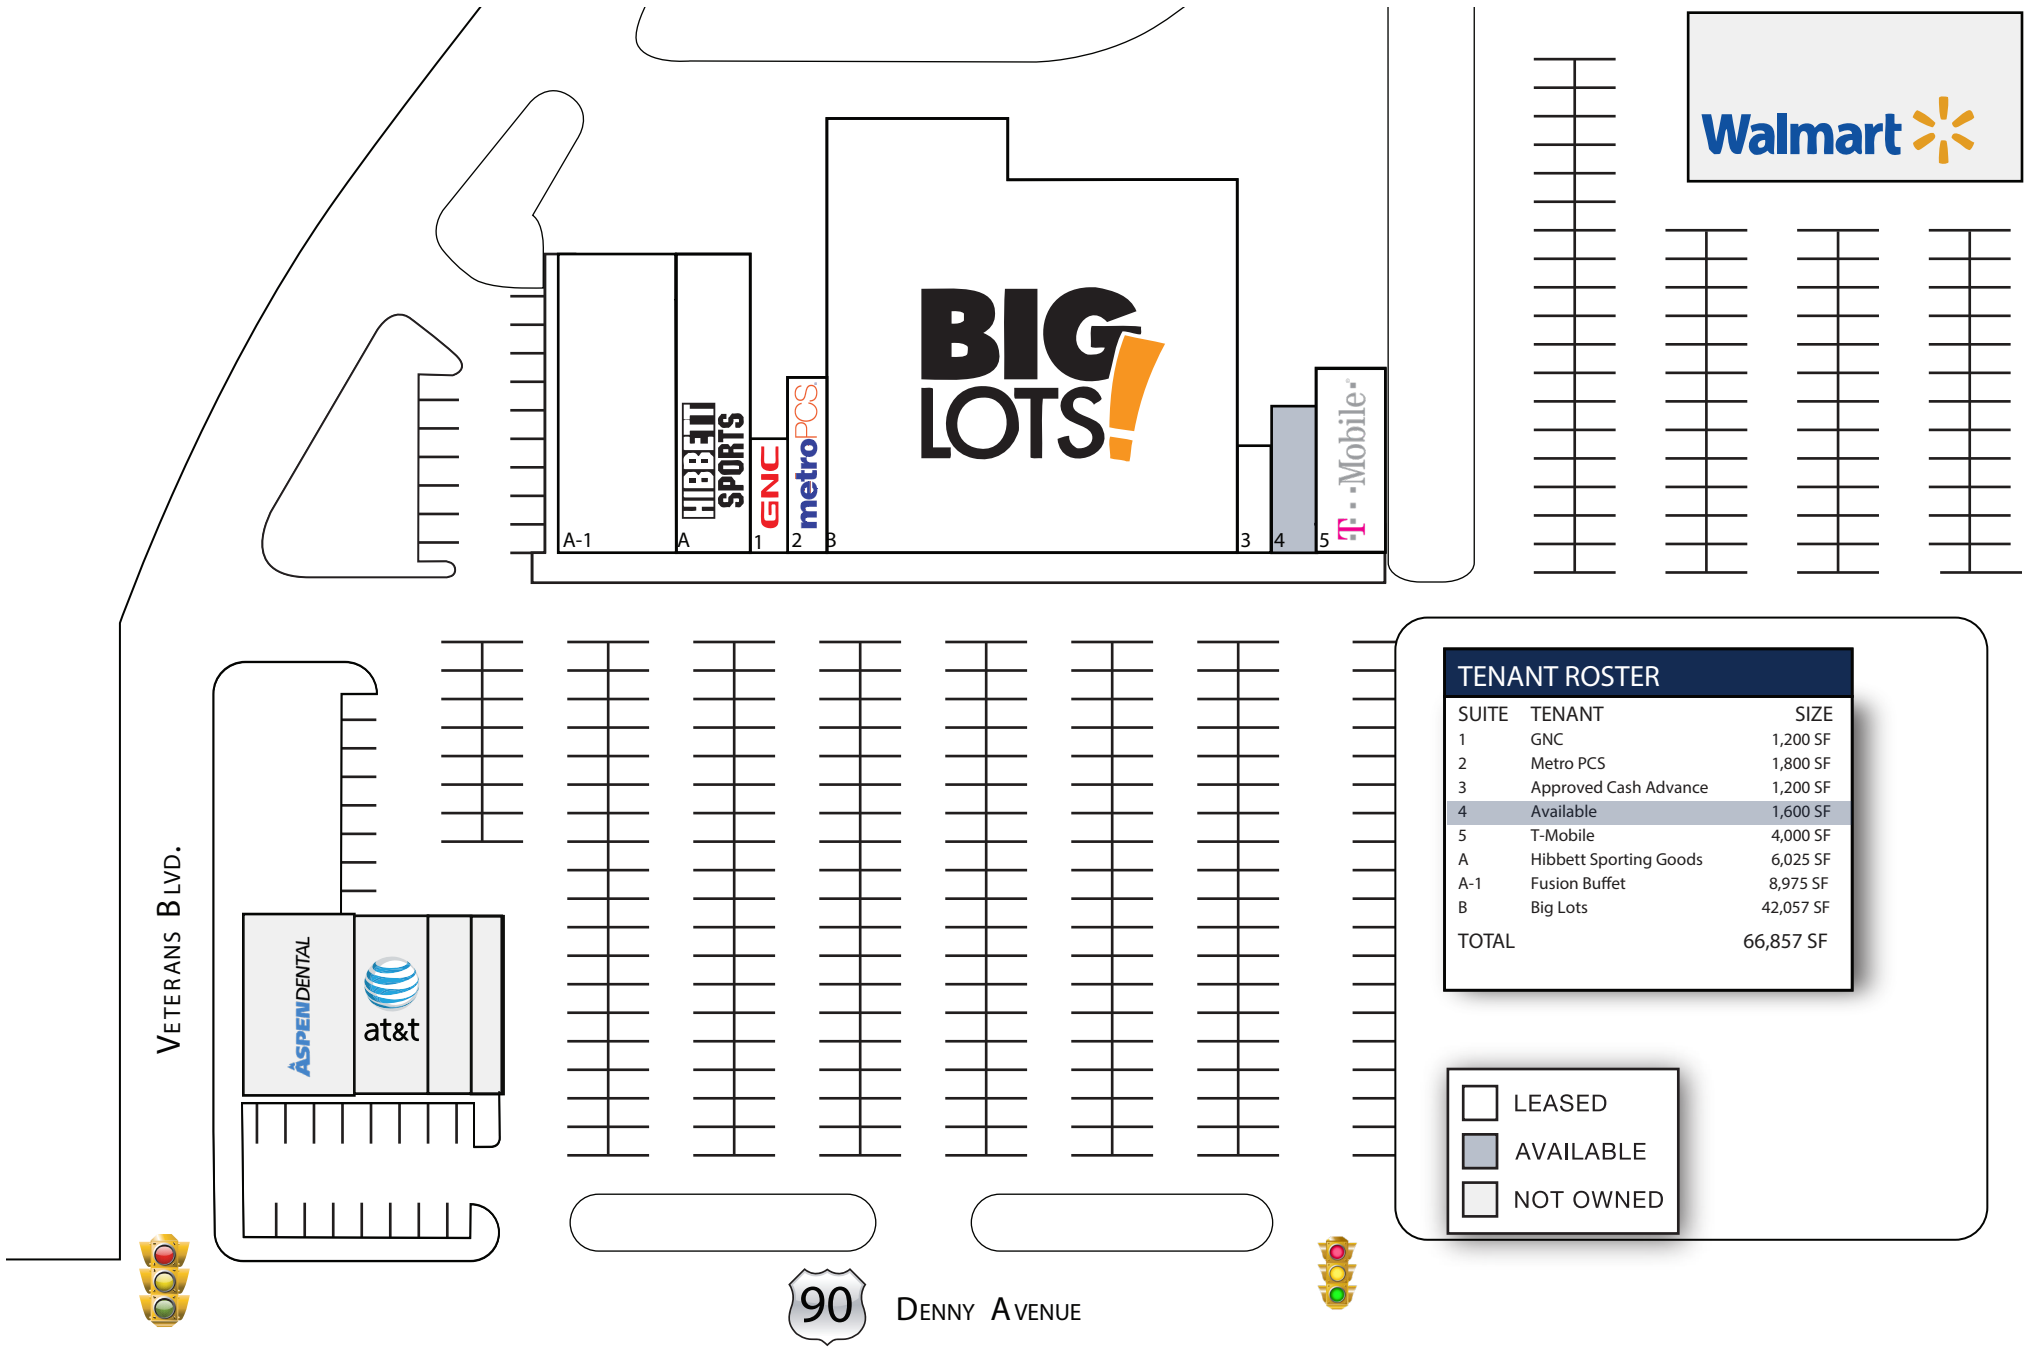 Walmart
BIG
LOTS!
HIBBETT
SPORTS
GNC
metroPCS.
T··Mobile·
A-1
A
1
2
B
3
4
5
TENANT ROSTER
SUITE TENANT SIZE
1 GNC 1,200 SF
2 Metro PCS 1,800 SF
3 Approved Cash Advance 1,200 SF
4 Available 1,600 SF
5 T-Mobile 4,000 SF
A Hibbett Sporting Goods 6,025 SF
A-1 Fusion Buffet 8,975 SF
B Big Lots 42,057 SF
TOTAL 66,857 SF
VETERANS BLVD.
ASPENDENTAL
at&t
LEASED
AVAILABLE
NOT OWNED
90
DENNY AVENUE